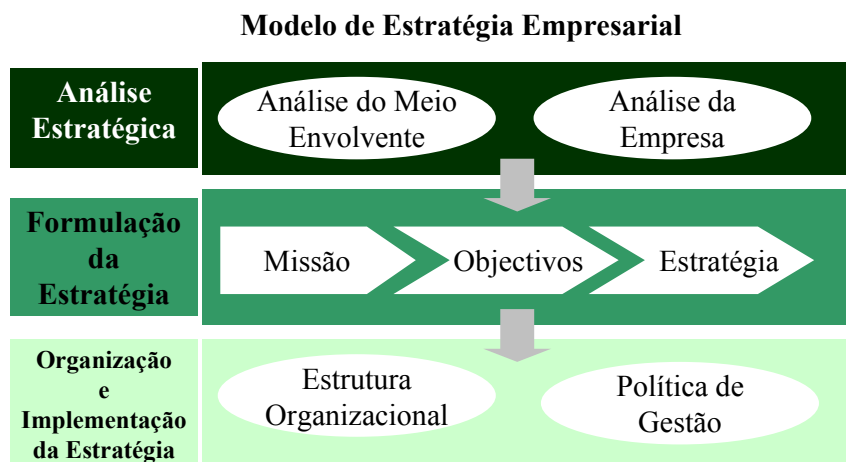 Modelo de Estratégia Empresarial
Análise
Estratégica
Análise do Meio
Envolvente
Análise da
Empresa
Formulação
da
Estratégia
Missão
Objectivos
Estratégia
Organização
e
Implementação
da Estratégia
Estrutura
Organizacional
Política de
Gestão